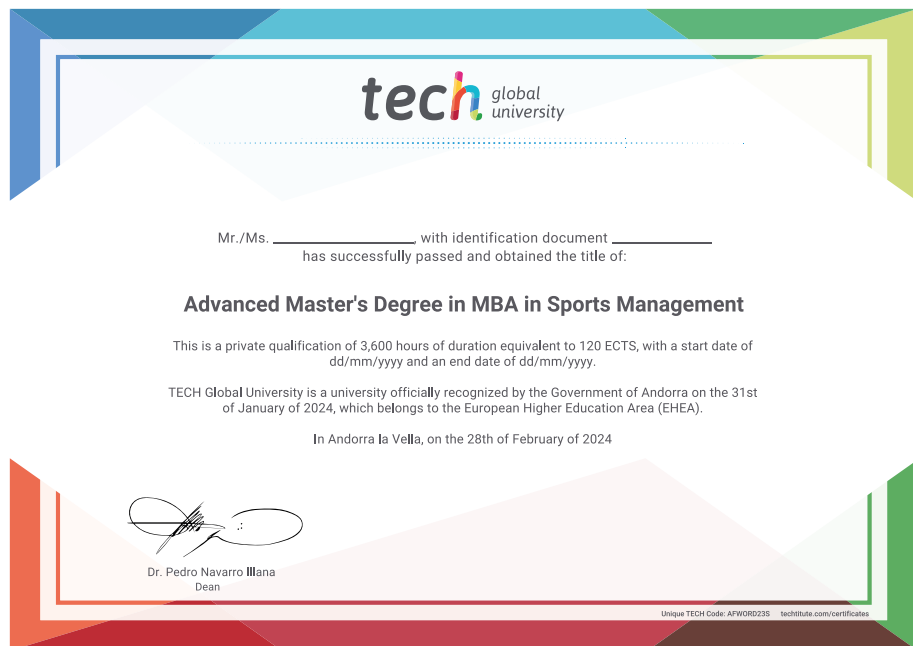 tech global university
Mr./Ms. ____________, with identification document ____________
has successfully passed and obtained the title of:
Advanced Master's Degree in MBA in Sports Management
This is a private qualification of 3,600 hours of duration equivalent to 120 ECTS, with a start date of
dd/mm/yyyy and an end date of dd/mm/yyyy.
TECH Global University is a university officially recognized by the Government of Andorra on the 31st
of January of 2024, which belongs to the European Higher Education Area (EHEA).
In Andorra la Vella, on the 28th of February of 2024
Dr. Pedro Navarro Illana
Dean
Unique TECH Code: AFWORD23S techtitute.com/certificates